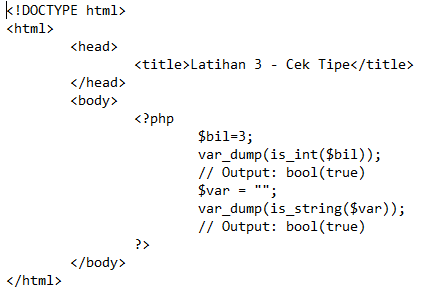 <!DOCTYPE html>
<html>
<head>
<title>Latihan 3 - Cek Tipe</title>
</head>
<body>
<?php
$bil=3;
var_dump(is_int($bil));
// Output: bool(true)
$var = "";
var_dump(is_string($var));
// Output: bool(true)
?>
</body>
</html>